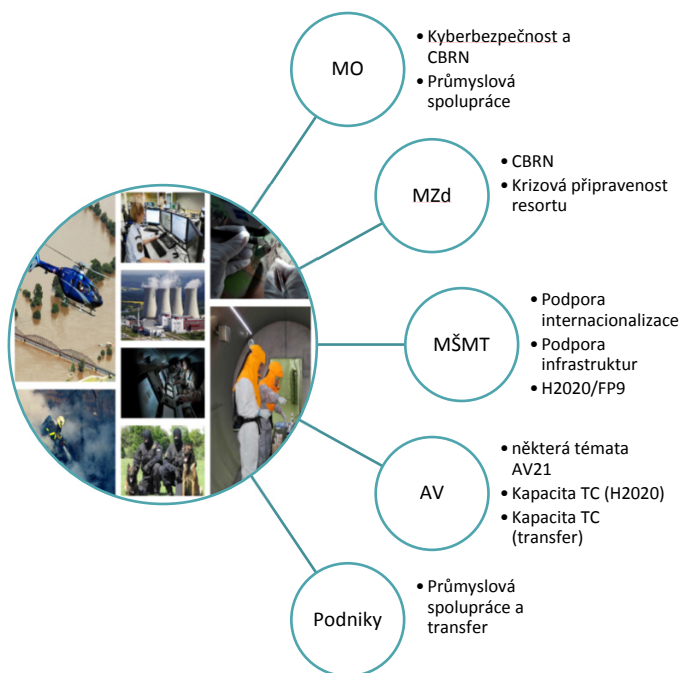 MO
• Kyberbezpečnost a
CBRN
• Průmyslová
spolupráce
MZd
• CBRN
• Krizová připravenost
resortu
MŠMT
• Podpora
internacionalizace
• Podpora
infrastruktur
• H2020/FP9
AV
• některá témata
AV21
• Kapacita TC (H2020)
• Kapacita TC
(transfer)
Podniky
• Průmyslová
spolupráce a
transfer